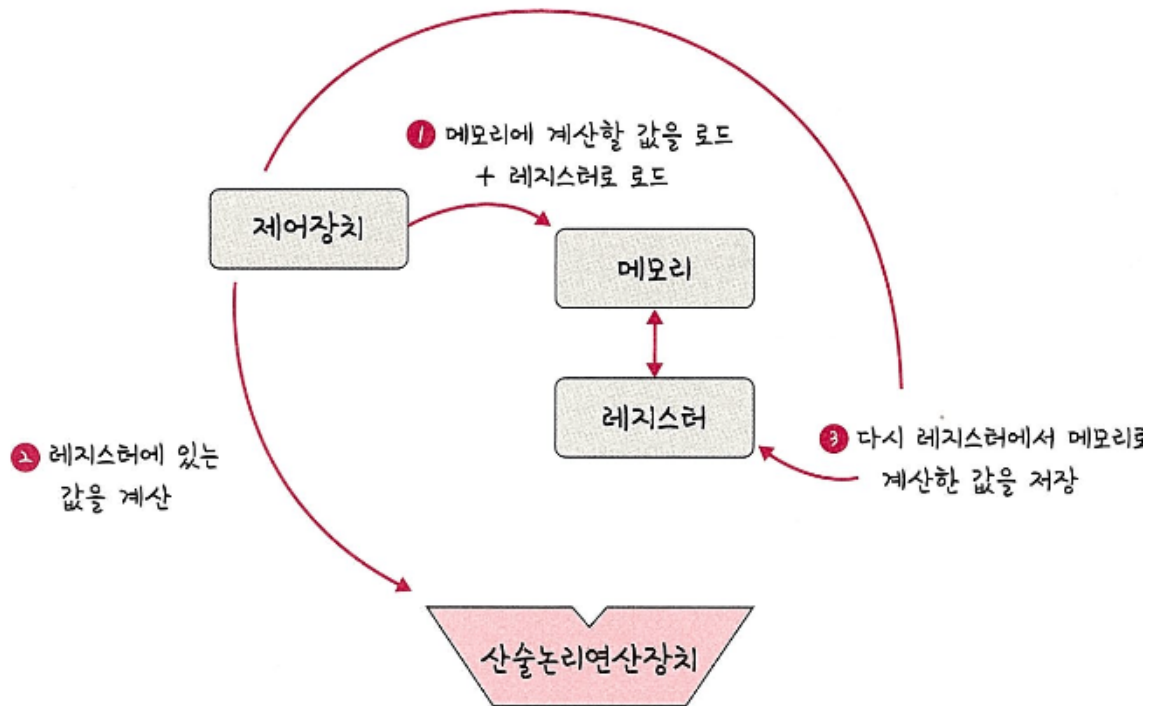 ① 메모리에 계산할 값을 로드
+ 레지스터로 로드
제어장치
메모리
레지스터
② 레지스터에 있는
값을 계산
③ 다시 레지스터에서 메모리로
계산한 값을 저장
산술논리연산장치